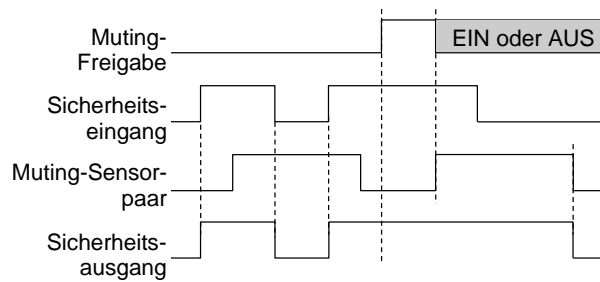 Muting-
Freigabe
EIN oder AUS
Sicherheits-
eingang
Muting-Sensor-
paar
Sicherheits-
ausgang